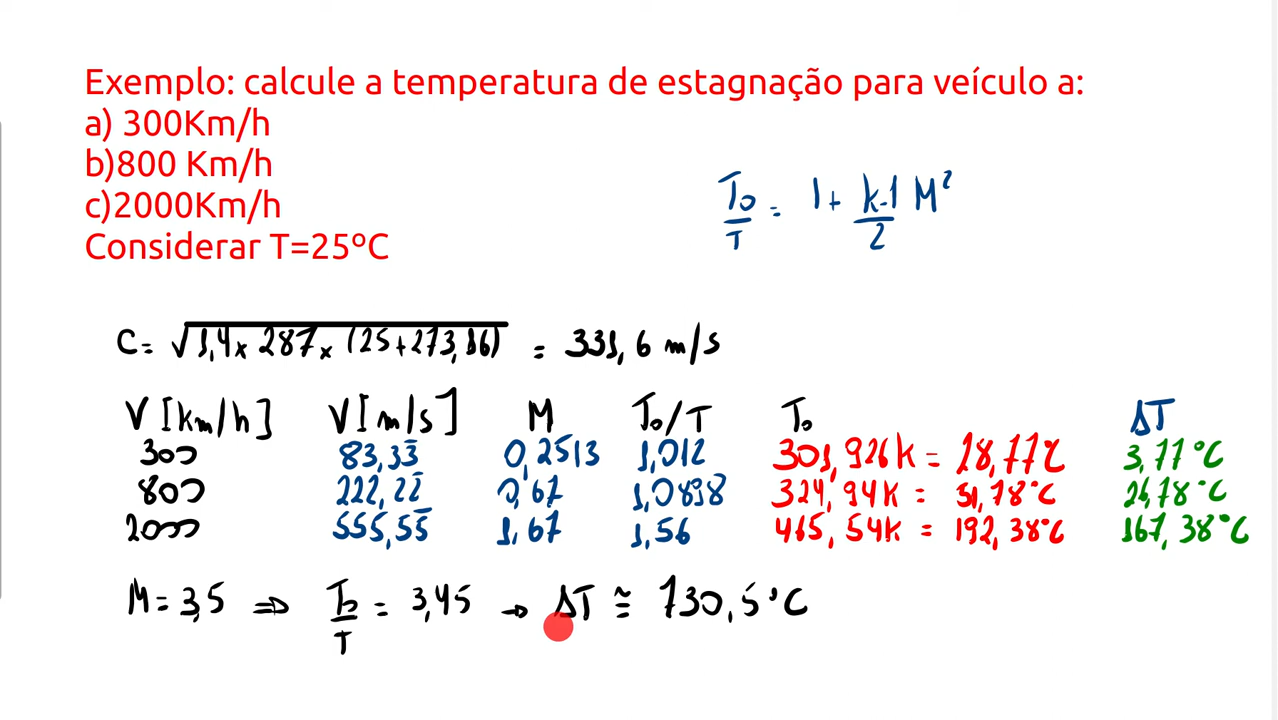 Exemplo: calcule a temperatura de estagnação para veículo a:
a) 300Km/h
b)800 Km/h
c)2000Km/h
Considerar T=25ºC
To/T = 1 + k-1/2 M²
C= √1,4 x 287 x (25+273,16) = 331,6 m/s
V [km/h] V[m/s] M To/T To ΔT
300 83,33 0,2513 1,012 301,926k = 28,77℃ 3,77°C
800 222,22 0,67 1,0898 324,94k = 51,78°C 26,78°C
2000 555,55 1,67 1,56 465,54k = 192,38°C 167,38°C
M = 3,5 ⇒ To/T = 3,45 → ΔT ≅ 730,5°C